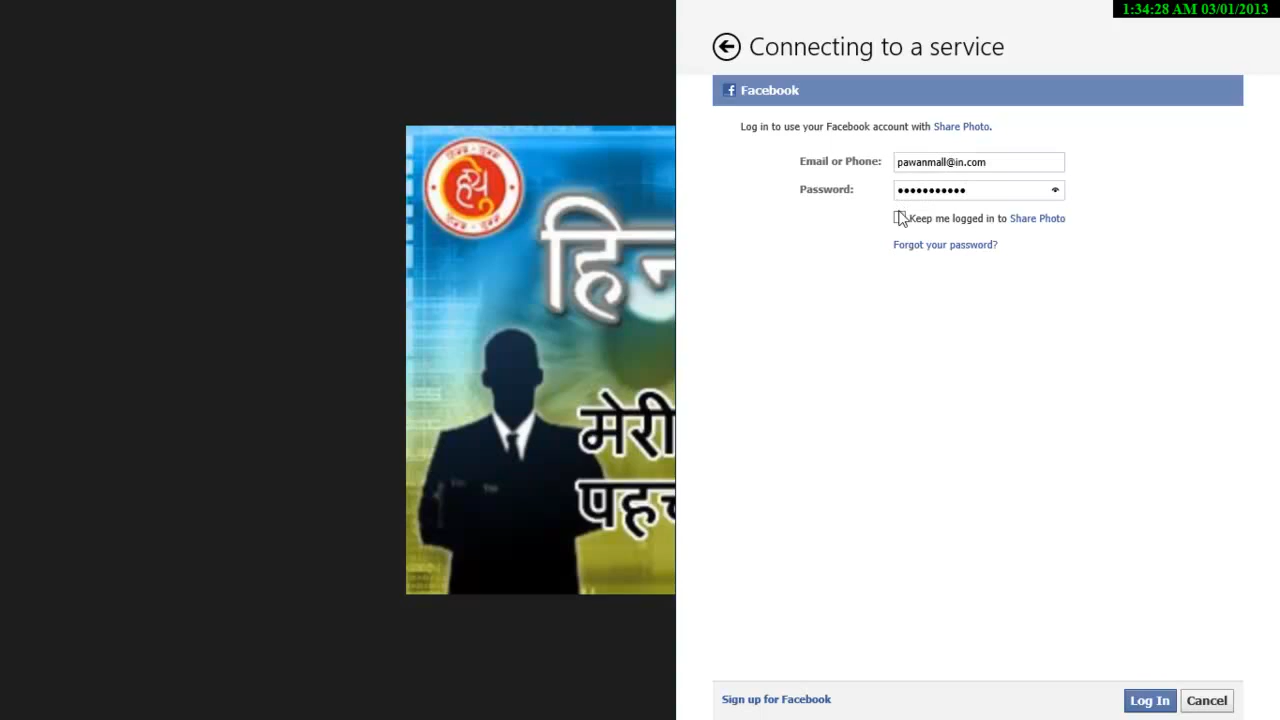 1:34:28 AM 03/01/2013
Connecting to a service
Facebook
Log in to use your Facebook account with Share Photo.
Email or Phone: pawanmall@in.com
Password: •••••••••••
Keep me logged in to Share Photo
Forgot your password?
मेरी
Sign up for Facebook
Log In Cancel